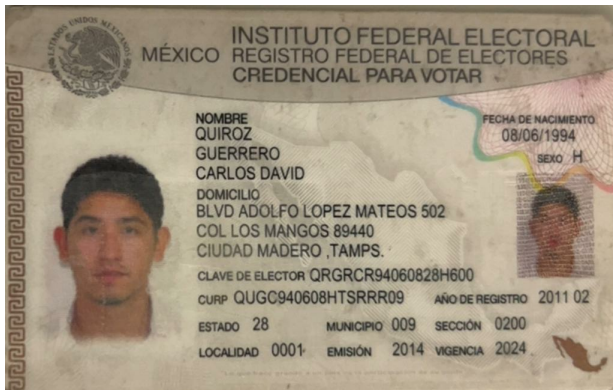 INSTITUTO FEDERAL ELECTORAL
MÉXICO REGISTRO FEDERAL DE ELECTORES
CREDENCIAL PARA VOTAR
ESTADOS UNIDOS MEXICANOS
NOMBRE
QUIROZ
GUERRERO
CARLOS DAVID
FECHA DE NACIMIENTO
08/06/1994
SEXO H
DOMICILIO
BLVD ADOLFO LOPEZ MATEOS 502
COL LOS MANGOS 89440
CIUDAD MADERO ,TAMPS.
CLAVE DE ELECTOR QRGRCR94060828H600
CURP QUGC940608HTSRRR09 AÑO DE REGISTRO 2011 02
ESTADO 28 MUNICIPIO 009 SECCIÓN 0200
LOCALIDAD 0001 EMISIÓN 2014 VIGENCIA 2024